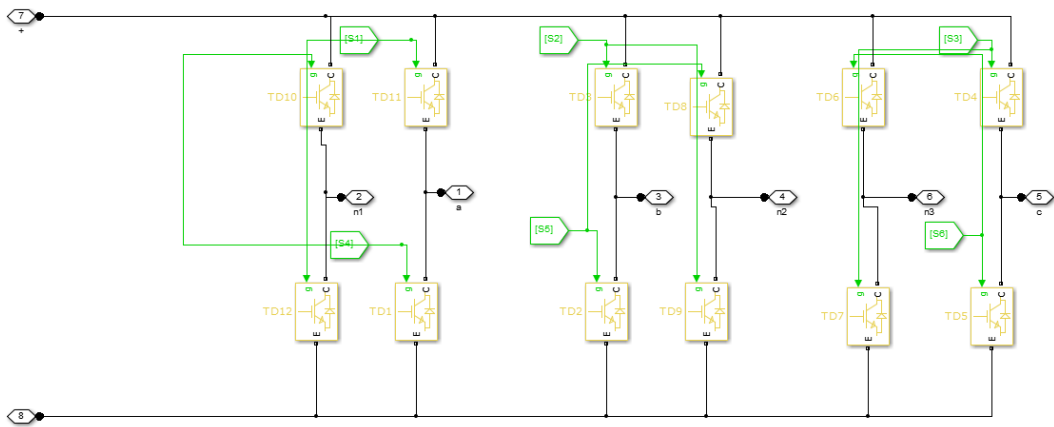 7
+
[S1]
[S2]
[S3]
g
C
g
C
g
C
g
C
g
C
g
C
TD10
TD11
TD3
TD8
TD6
TD4
E
E
E
E
E
E
2
n1
1
a
3
b
4
n2
6
n3
5
c
[S4]
[S5]
[S6]
g
C
g
C
g
C
g
C
g
C
g
C
TD12
TD1
TD2
TD9
TD7
TD5
E
E
E
E
E
E
8